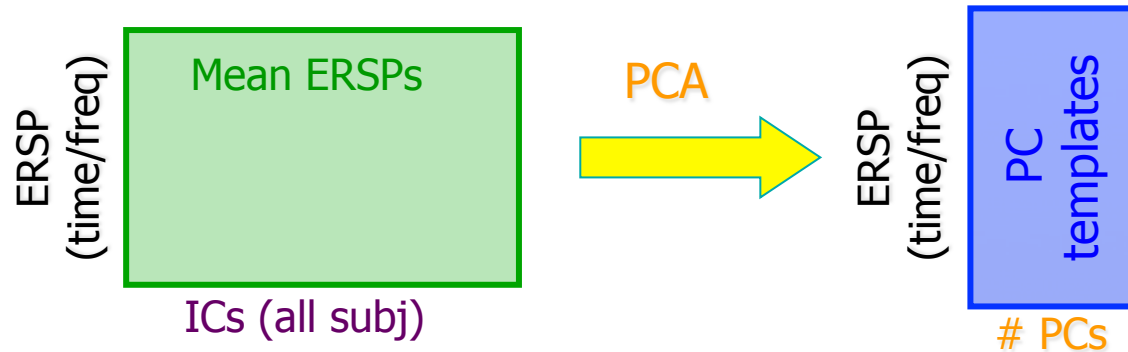 ERSP
(time/freq)
Mean ERSPs
ICs (all subj)
PCA
ERSP
(time/freq)
PC
templates
# PCs